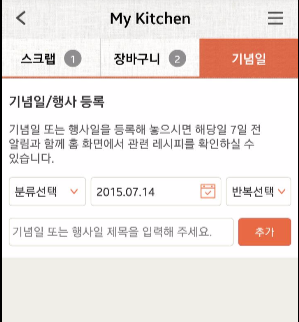 My Kitchen
스크랩 1 장바구니 2 기념일
기념일/행사 등록
기념일 또는 행사일을 등록해 놓으시면 해당일 7일 전
알림과 함께 홈 화면에서 관련 레시피를 확인하실 수
있습니다.
분류선택 2015.07.14 반복선택
기념일 또는 행사일 제목을 입력해 주세요. 추가